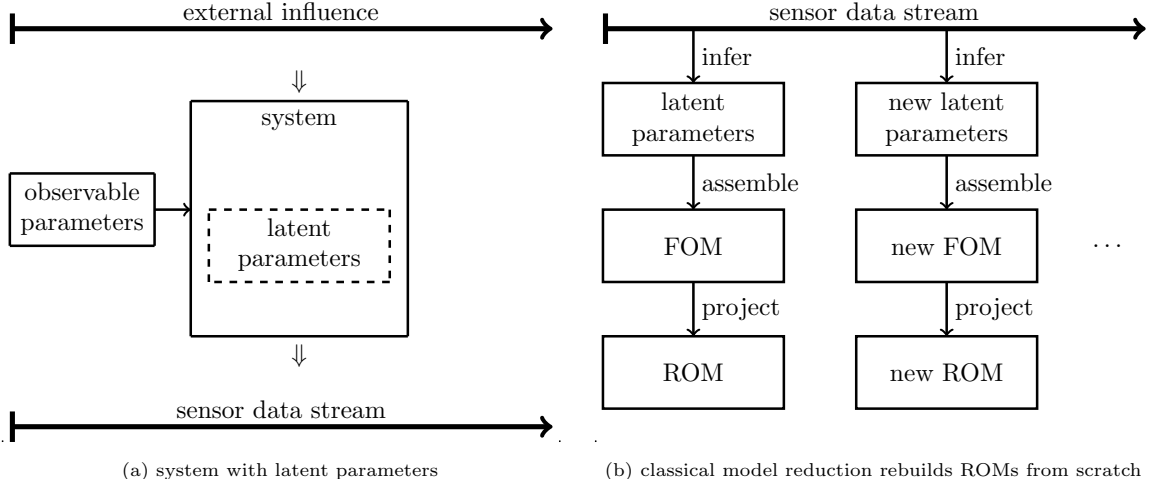 external influence
⇓
system
observable
parameters
latent
parameters
⇓
sensor data stream
(a) system with latent parameters
sensor data stream
infer
infer
latent
parameters
new latent
parameters
assemble
assemble
FOM
new FOM
...
project
project
ROM
new ROM
(b) classical model reduction rebuilds ROMs from scratch